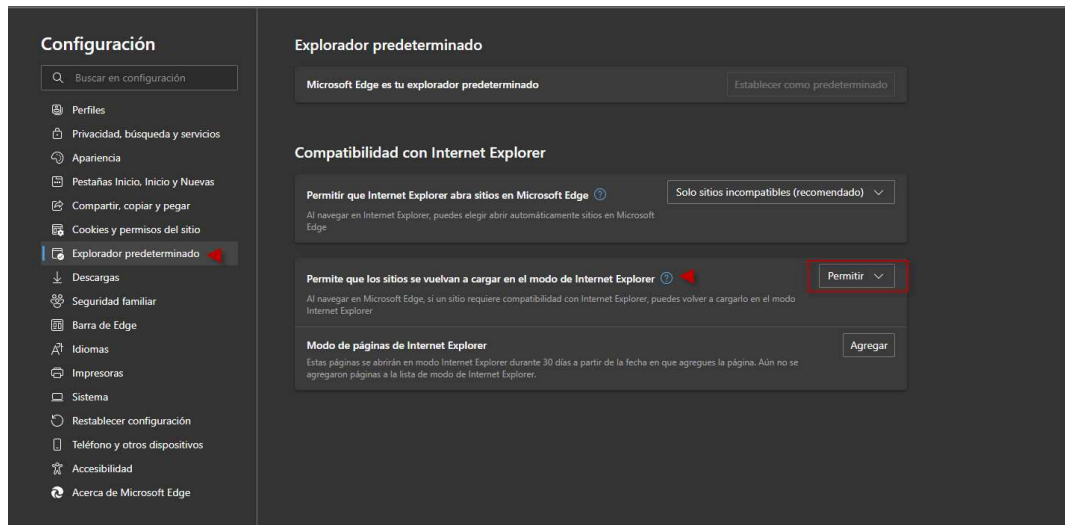 Configuración
Buscar en configuración
Perfiles
Privacidad, búsqueda y servicios
Apariencia
Pestañas Inicio, Inicio y Nuevas
Compartir, copiar y pegar
Cookies y permisos del sitio
Explorador predeterminado
Descargas
Seguridad familiar
Barra de Edge
Idiomas
Impresoras
Sistema
Restablecer configuración
Teléfono y otros dispositivos
Accesibilidad
Acerca de Microsoft Edge
Explorador predeterminado
Microsoft Edge es tu explorador predeterminado
Establecer como predeterminado
Compatibilidad con Internet Explorer
Permitir que Internet Explorer abra sitios en Microsoft Edge
Solo sitios incompatibles (recomendado)
Al navegar en Internet Explorer, puedes elegir abrir automáticamente sitios en Microsoft
Edge
Permite que los sitios se vuelvan a cargar en el modo de Internet Explorer
Permitir
Al navegar en Microsoft Edge, si un sitio requiere compatibilidad con Internet Explorer, puedes volver a cargarlo en el modo
Internet Explorer
Modo de páginas de Internet Explorer
Agregar
Estas páginas se abrirán en modo Internet Explorer durante 30 días a partir de la fecha en que agregues la página. Aún no se
agregaron páginas a la lista de modo de Internet Explorer.